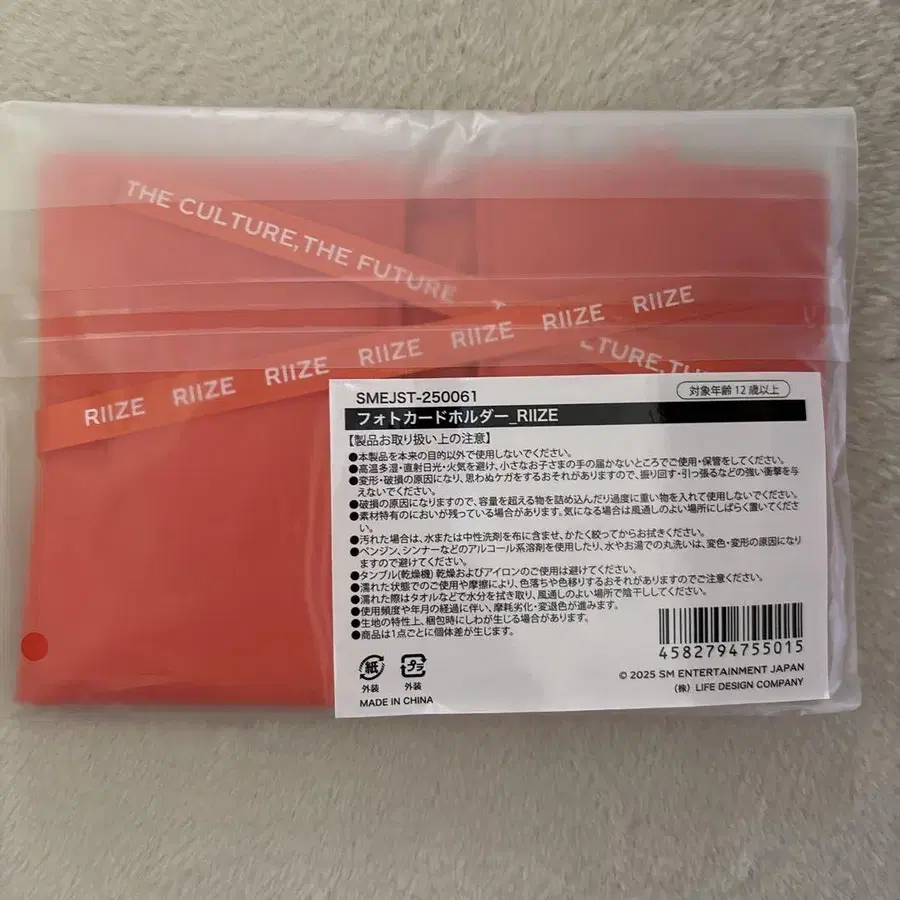 THE CULTURE, THE FUTURE
RIIZE RIIZE RIIZE RIIZE RIIZE RIIZE RIIZE
LTURE, TH
SMEJST-250061
対象年齢12歳以上
フォトカードホルダー_RIIZE
【製品お取り扱い上の注意】
●本製品を本来の目的以外で使用しないでください。
●高温多湿・直射日光・火気を避け、小さなお子さまの手の届かないところでご使用・保管をしてください。
●変形・破損の原因になり、思わぬケガをするおそれがありますので、振り回す・引っ張るなどの強い衝撃を与
えないでください。
●破損の原因になりますので、容量を超える物を詰め込んだり過度に重い物を入れて使用しないでください。
●素材特有のにおいが残っている場合があります。気になる場合は風通しのよい場所にしばらく置いてくださ
い。
●汚れた場合は、水または中性洗剤を布に含ませ、かたく絞ってからお拭きください。
●ベンジン、シンナーなどのアルコール系溶剤を使用したり、水やお湯での丸洗いは、変色・変形の原因になり
ますので避けてください。
●タンブル(乾燥機)乾燥およびアイロンのご使用は避けてください。
●濡れた状態でのご使用や摩擦により、色落ちや色移りするおそれがありますのでご注意ください。
●濡れた際はタオルなどで水分を拭き取り、風通しのよい場所で陰干ししてください。
●使用頻度や年月の経過に伴い、摩耗劣化・変退色が進みます。
●生地の特性上、梱包時にしわが生じる場合があります。
●商品は1点ごとに個体差が生じます。
4582794755015
紙 プラ
外装 外装
© 2025 SM ENTERTAINMENT JAPAN
(株) LIFE DESIGN COMPANY
MADE IN CHINA